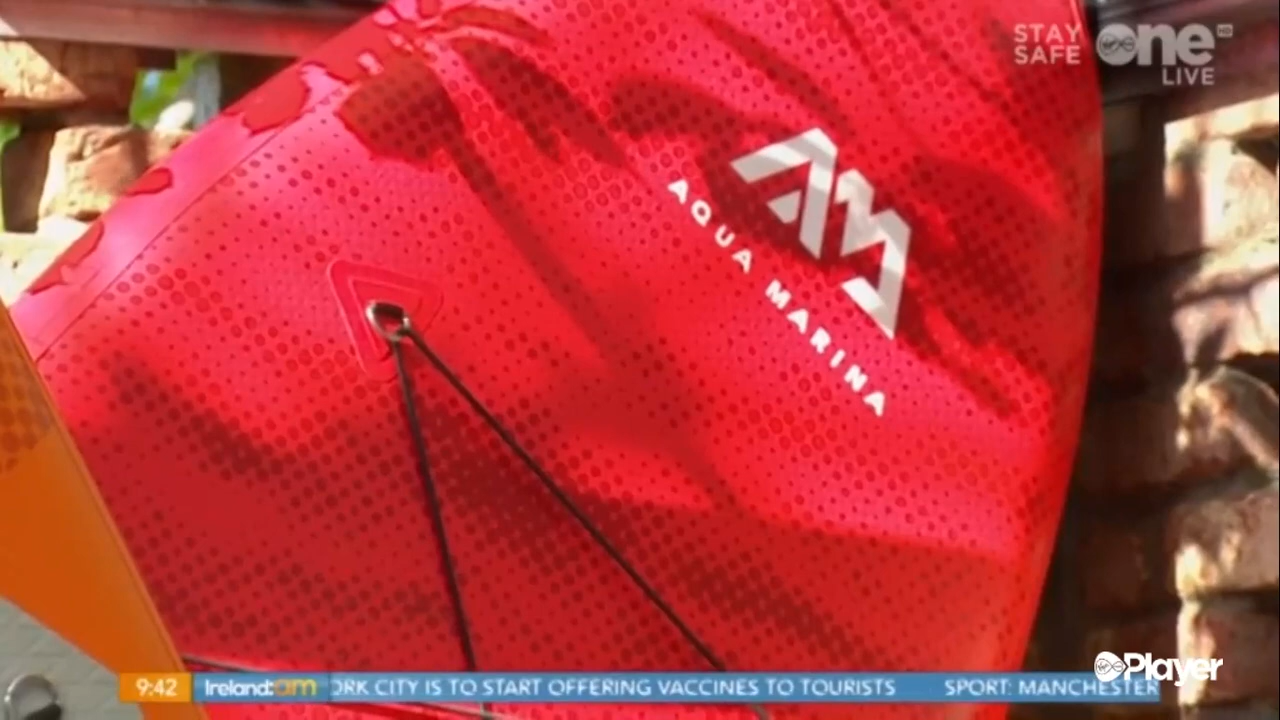 STAY
SAFE
one HD
LIVE
AM
AQUA MARINA
9:42
Ireland:am
ORK CITY IS TO START OFFERING VACCINES TO TOURISTS
SPORT: MANCHESTER
Player